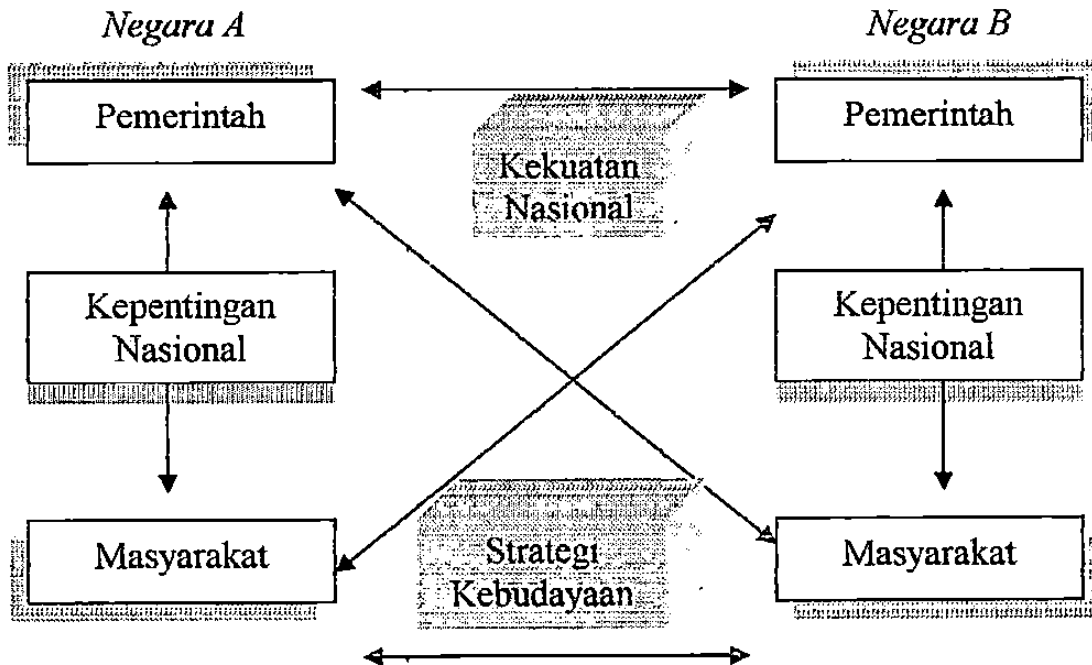 Negara A
Negara B
Pemerintah
Pemerintah
Kekuatan
Nasional
Kepentingan
Nasional
Kepentingan
Nasional
Masyarakat
Strategi
Kebudayaan
Masyarakat